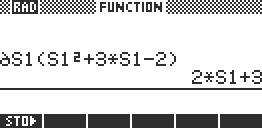 RAD FUNCTION
∂S1(S1²+3*S1-2)
2*S1+3
STO▶